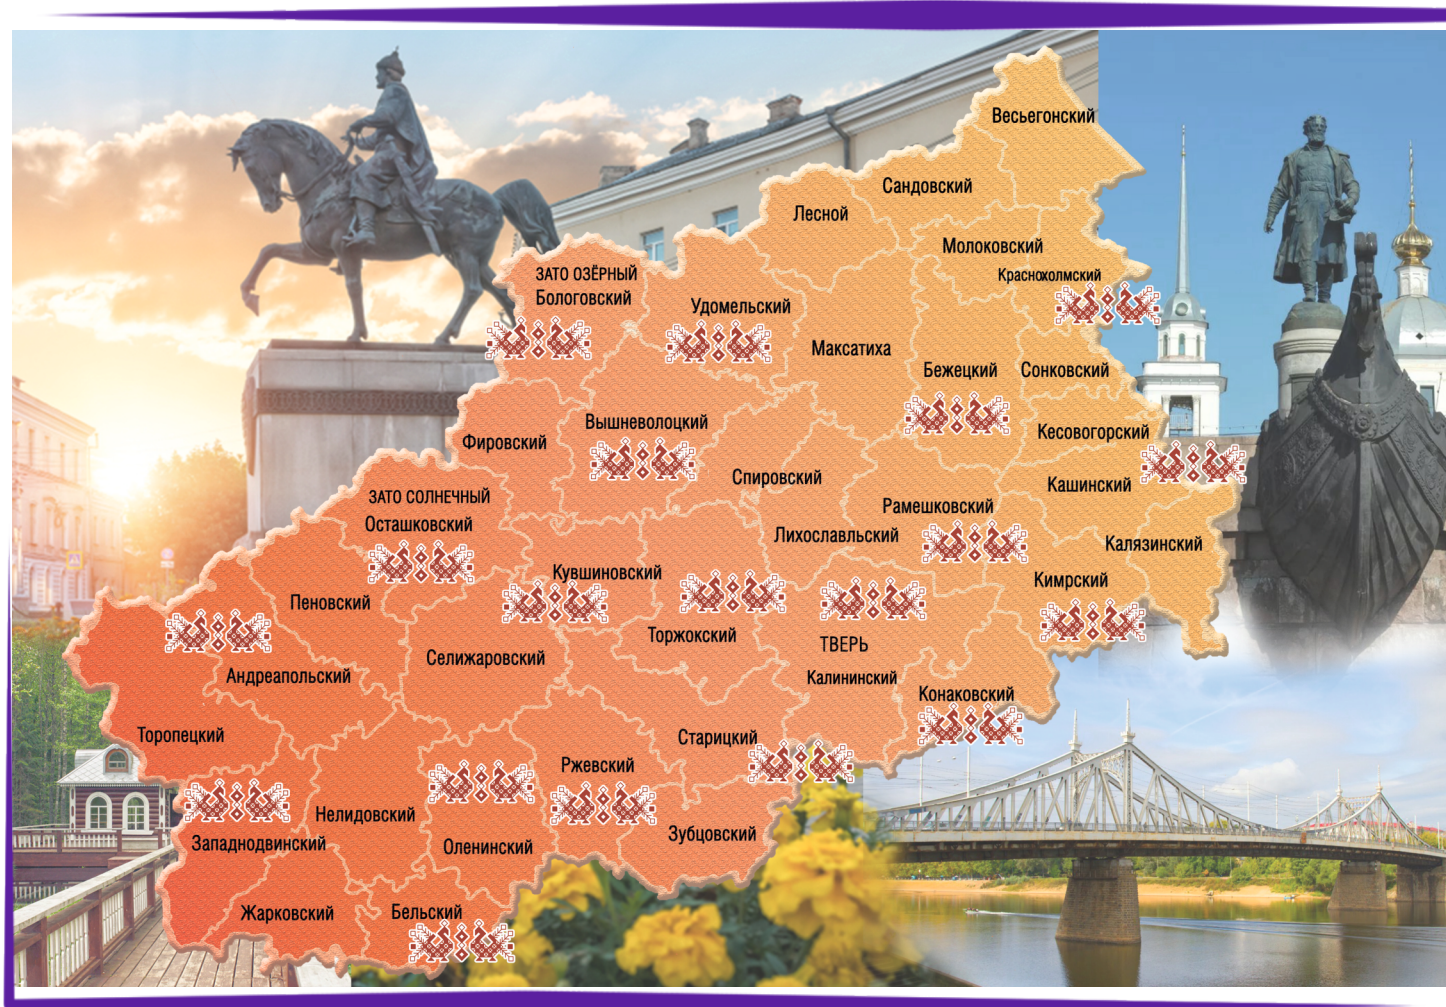 Весьегонский
Сандовский
Лесной
Молоковский
Краснохолмский
ЗАТО ОЗЁРНЫЙ
Бологовский
Удомельский
Максатиха
Бежецкий
Сонковский
Фировский
Вышневолоцкий
Кесовогорский
Спировский
Кашинский
ЗАТО СОЛНЕЧНЫЙ
Осташковский
Рамешковский
Лихославльский
Калязинский
Кувшиновский
Кимрский
Пеновский
Торжокский
ТВЕРЬ
Селижаровский
Андреапольский
Калининский
Конаковский
Торопецкий
Старицкий
Ржевский
Нелидовский
Зубцовский
Западнодвинский
Оленинский
Жарковский
Бельский